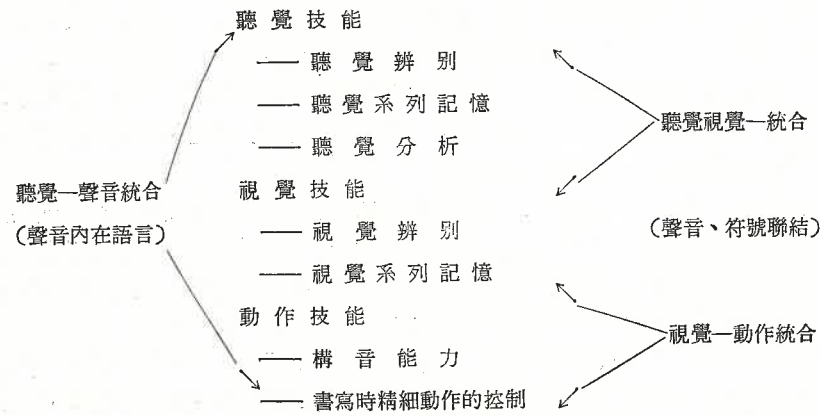 聽覺技能
——聽覺辨別
——聽覺系列記憶
——聽覺分析
聽覺視覺—統合
聽覺—聲音統合
(聲音內在語言)
視覺技能
——視覺辨別
——視覺系列記憶
(聲音、符號聯結)
動作技能
——構音能力
——書寫時精細動作的控制
視覺—動作統合